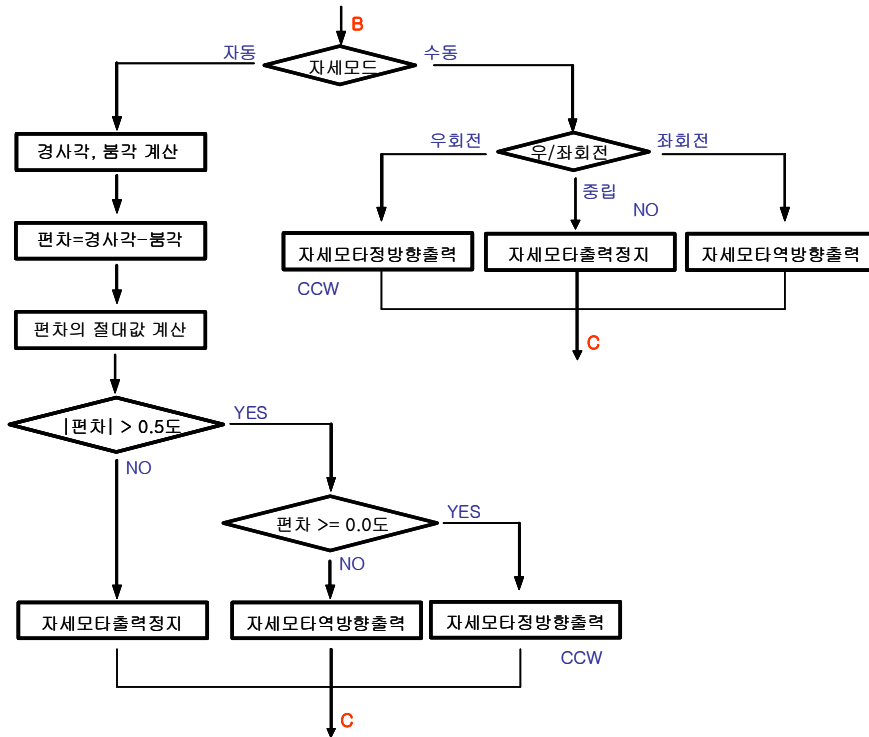 B
자동
자세모드
수동
경사각, 붐각 계산
우회전
우/좌회전
좌회전
중립
NO
편차=경사각-붐각
자세모타정방향출력
자세모타출력정지
자세모타역방향출력
CCW
편차의 절대값 계산
C
|편차| > 0.5도
YES
NO
편차 >= 0.0도
YES
NO
자세모타출력정지
자세모타역방향출력
자세모타정방향출력
CCW
C